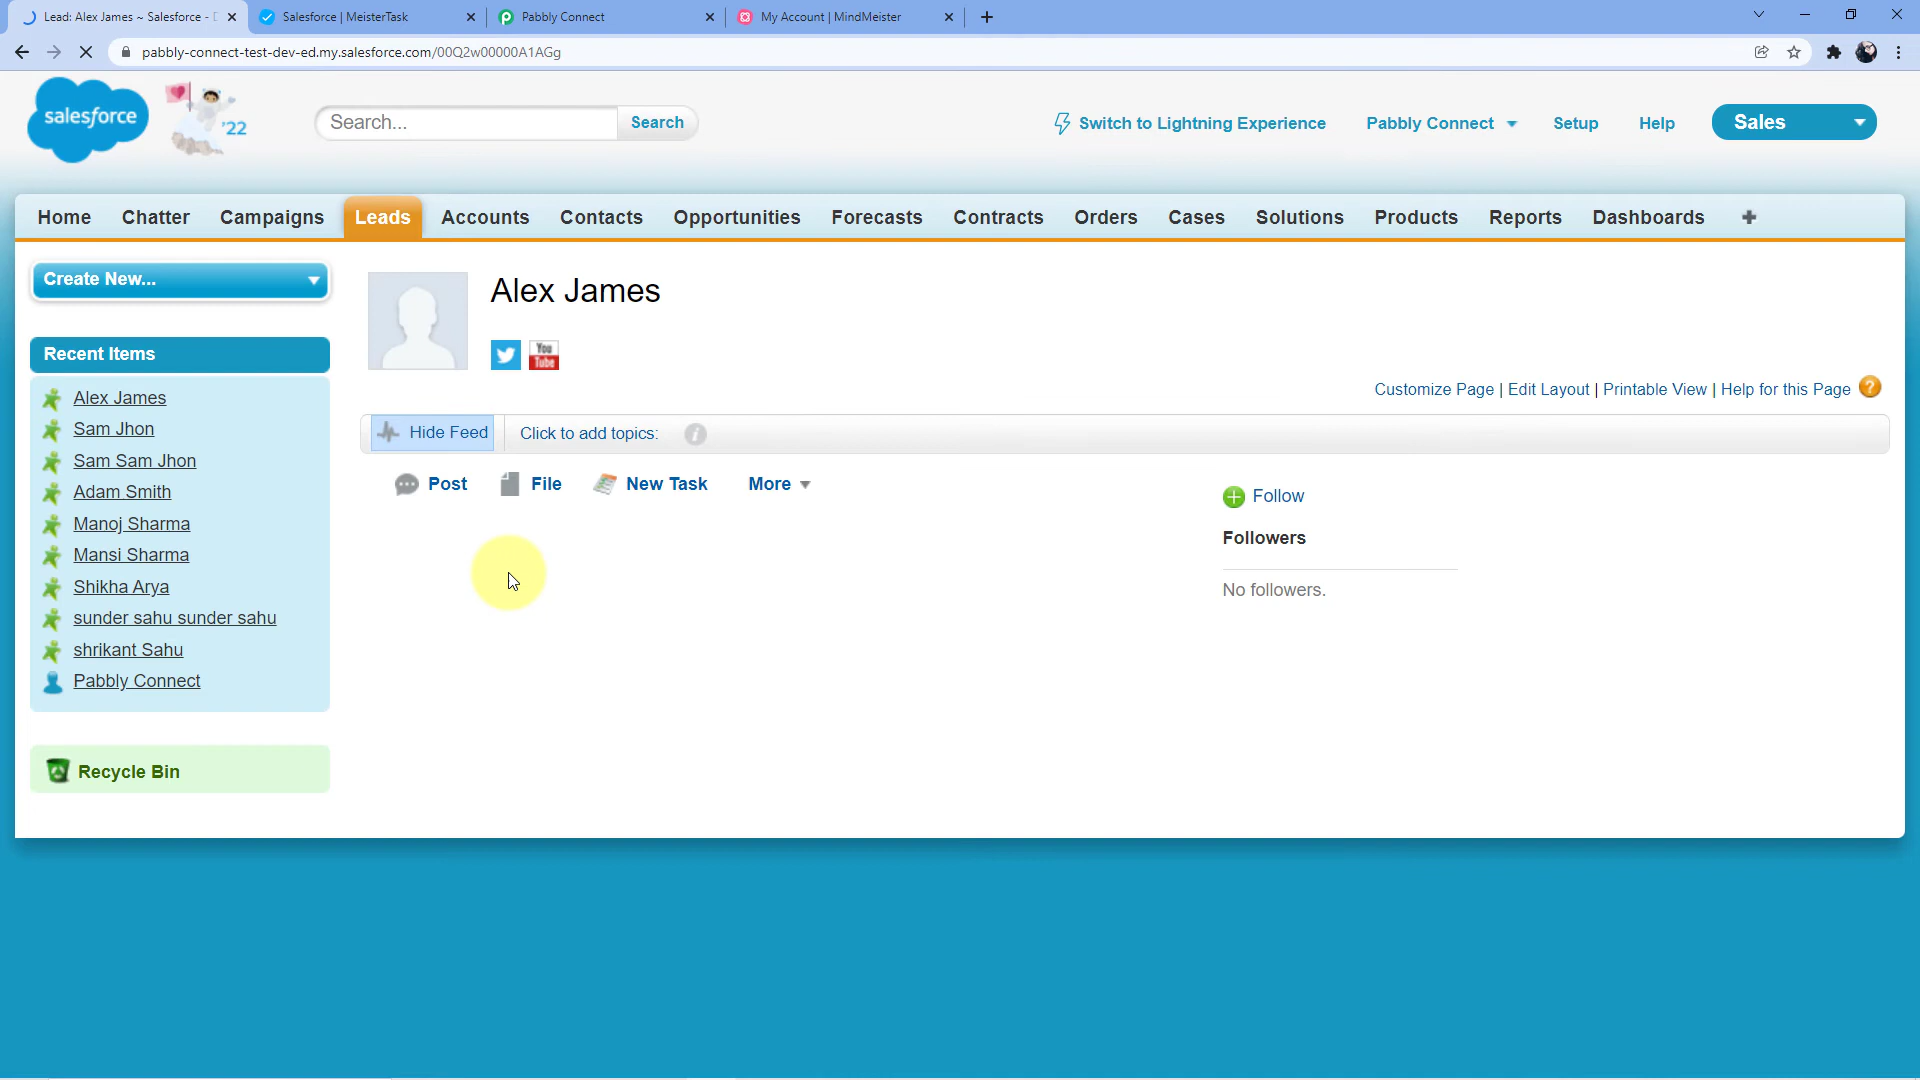 Lead: Alex James ~ Salesforce - D
Salesforce | MeisterTask
Pabbly Connect
My Account | MindMeister
pabbly-connect-test-dev-ed.my.salesforce.com/00Q2w00000A1AGg
salesforce
'22
Search...
Search
Switch to Lightning Experience
Pabbly Connect
Setup
Help
Sales
Home
Chatter
Campaigns
Leads
Accounts
Contacts
Opportunities
Forecasts
Contracts
Orders
Cases
Solutions
Products
Reports
Dashboards
Create New...
Alex James
You
Tube
Recent Items
Customize Page | Edit Layout | Printable View | Help for this Page ?
Alex James
Sam Jhon
Sam Sam Jhon
Adam Smith
Manoj Sharma
Mansi Sharma
Shikha Arya
sunder sahu sunder sahu
shrikant Sahu
Pabbly Connect
Hide Feed
Click to add topics:
i
Post
File
New Task
More
Follow
Followers
No followers.
Recycle Bin